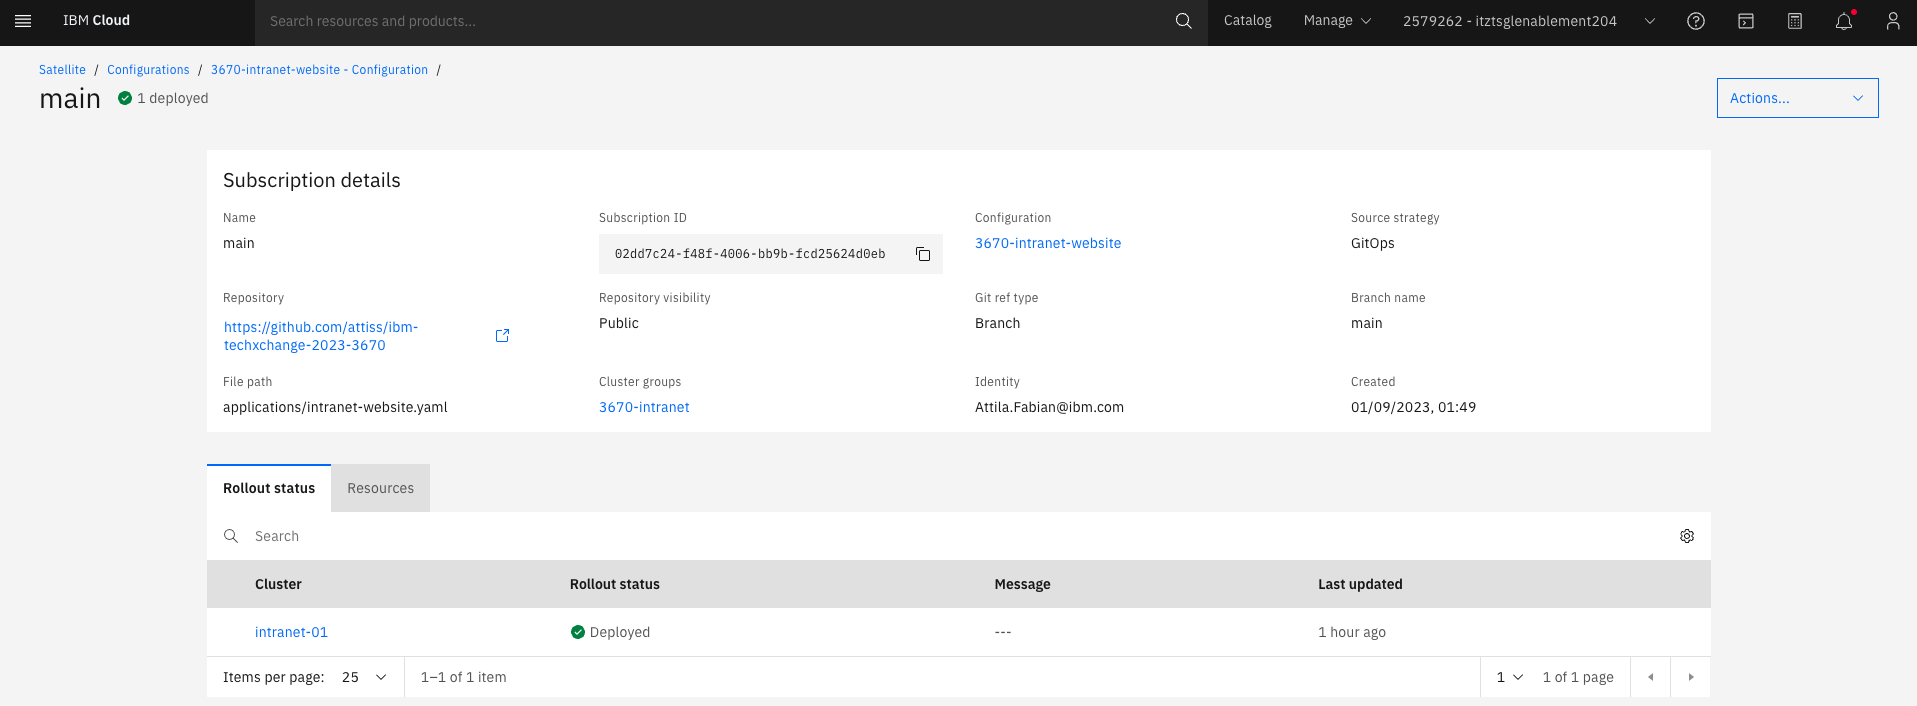 IBM Cloud
Search resources and products...
Catalog
Manage
2579262 - itztsglenablement204
Satellite / Configurations / 3670-intranet-website - Configuration /
main
1 deployed
Actions...
Subscription details
Name
main
Subscription ID
02dd7c24-f48f-4006-bb9b-fcd25624d0eb
Configuration
3670-intranet-website
Source strategy
GitOps
Repository
https://github.com/attiss/ibm-
techxchange-2023-3670
Repository visibility
Public
Git ref type
Branch
Branch name
main
File path
applications/intranet-website.yaml
Cluster groups
3670-intranet
Identity
Attila.Fabian@ibm.com
Created
01/09/2023, 01:49
Rollout status
Resources
Search
Cluster
Rollout status
Message
Last updated
intranet-01
Deployed
---
1 hour ago
Items per page: 25
1–1 of 1 item
1
1 of 1 page